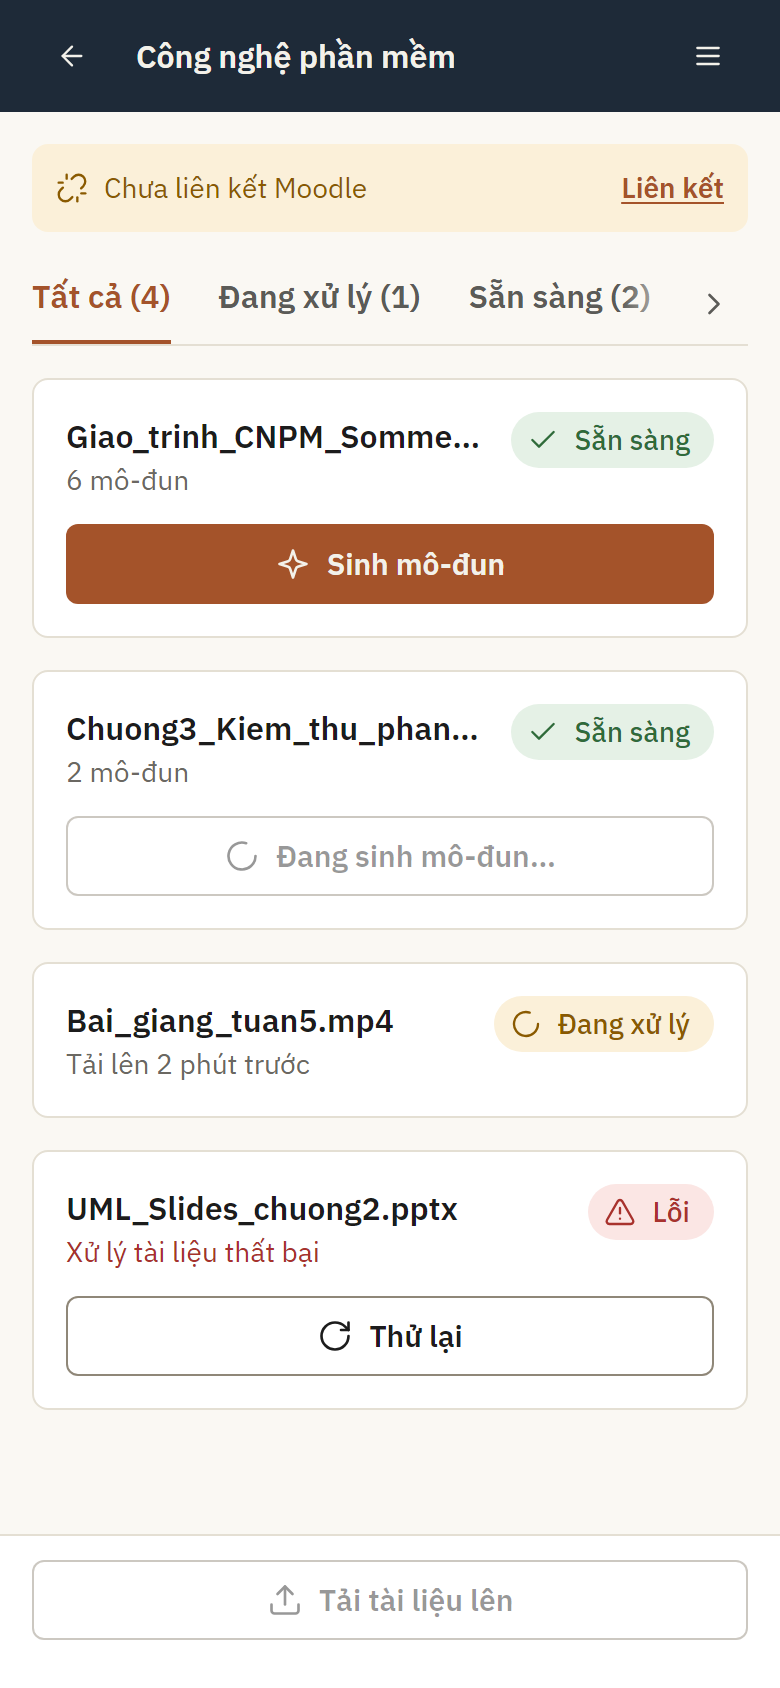 Công nghệ phần mềm
Chưa liên kết Moodle
Liên kết
Tất cả (4)
Đang xử lý (1)
Sẵn sàng (2)
Giao_trinh_CNPM_Somme...
Sẵn sàng
6 mô-đun
Sinh mô-đun
Chuong3_Kiem_thu_phan...
Sẵn sàng
2 mô-đun
Đang sinh mô-đun...
Bai_giang_tuan5.mp4
Đang xử lý
Tải lên 2 phút trước
UML_Slides_chuong2.pptx
Lỗi
Xử lý tài liệu thất bại
Thử lại
Tải tài liệu lên